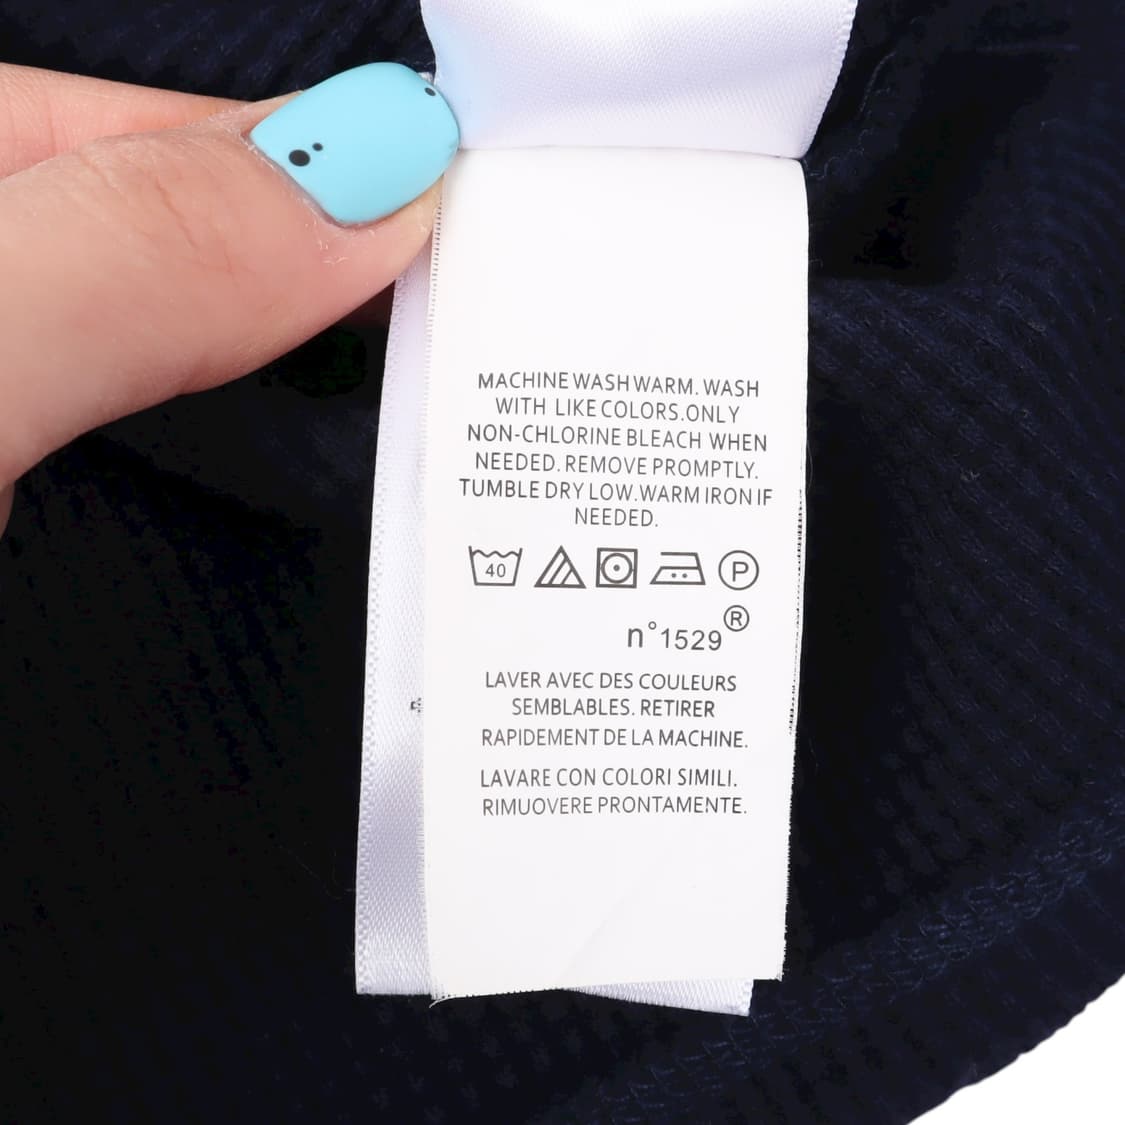 MACHINE WASH WARM. WASH
WITH LIKE COLORS.ONLY
NON-CHLORINE BLEACH WHEN
NEEDED. REMOVE PROMPTLY.
TUMBLE DRY LOW.WARM IRON IF
NEEDED.
40 P
n°1529®
LAVER AVEC DES COULEURS
SEMBLABLES. RETIRER
RAPIDEMENT DE LA MACHINE.
LAVARE CON COLORI SIMILI.
RIMUOVERE PRONTAMENTE.